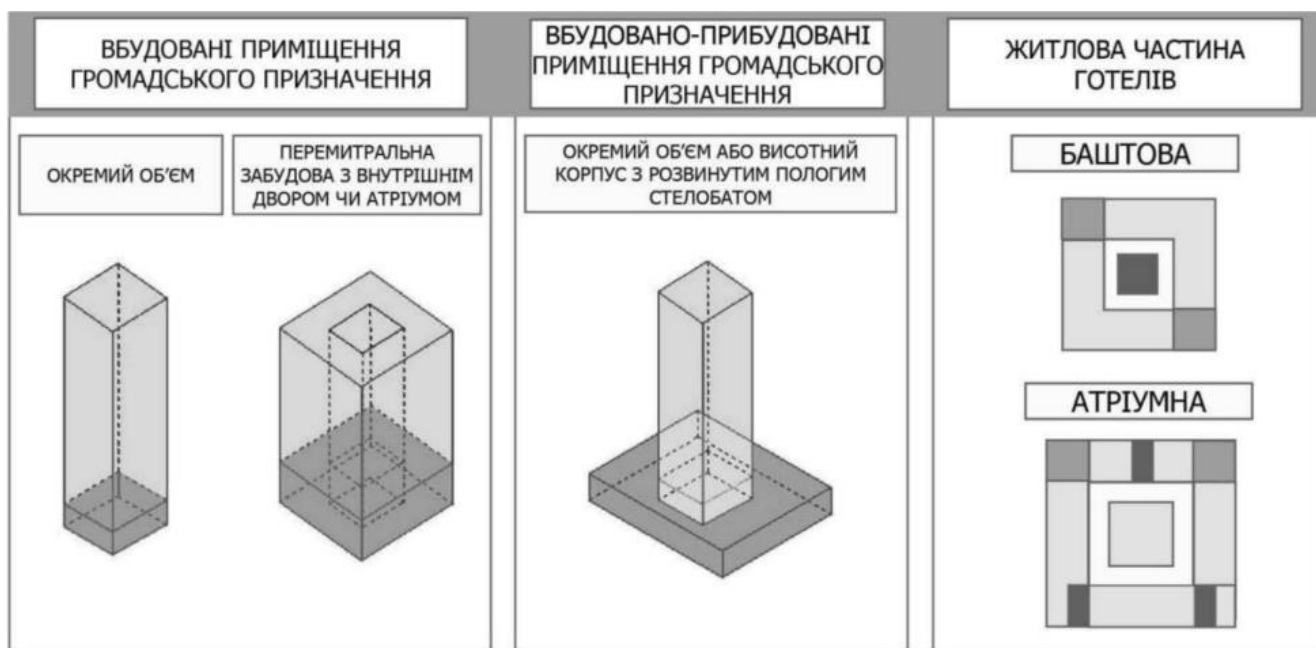 ВБУДОВАНІ ПРИМІЩЕННЯ
ГРОМАДСЬКОГО ПРИЗНАЧЕННЯ
ВБУДОВАНО-ПРИБУДОВАНІ
ПРИМІЩЕННЯ ГРОМАДСЬКОГО
ПРИЗНАЧЕННЯ
ЖИТЛОВА ЧАСТИНА
ГОТЕЛІВ
ОКРЕМИЙ ОБ'ЄМ
ПЕРЕМИТРАЛЬНА
ЗАБУДОВА З ВНУТРІШНІМ
ДВОРОМ ЧИ АТРІУМОМ
ОКРЕМИЙ ОБ'ЄМ АБО ВИСОТНИЙ
КОРПУС З РОЗВИНУТИМ ПОЛОГИМ
СТЕЛОБАТОМ
БАШТОВА
АТРІУМНА